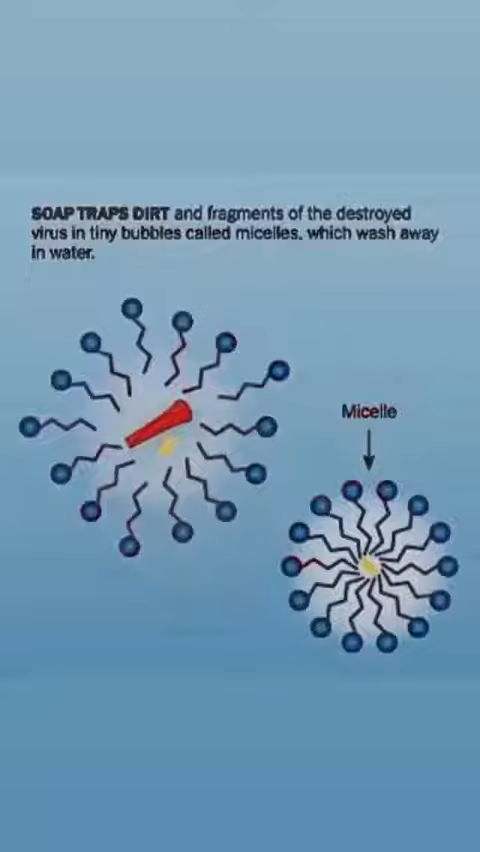 SOAP TRAPS DIRT and fragments of the destroyed
virus in tiny bubbles called micelles, which wash away
in water.
Micelle